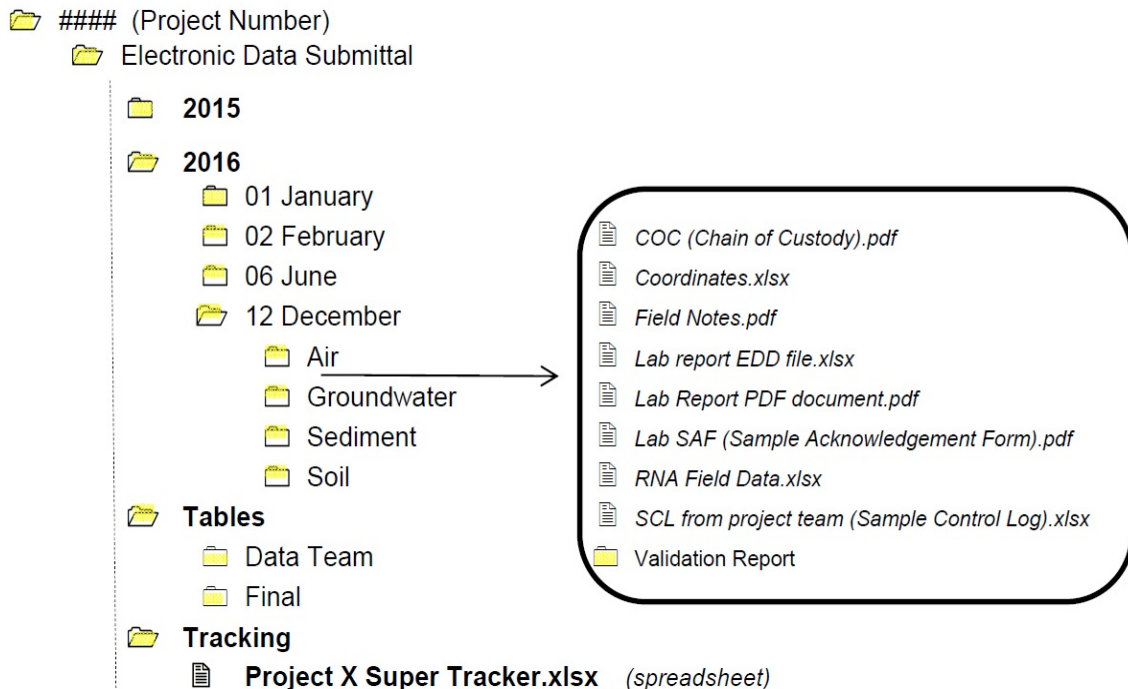 #### (Project Number)
Electronic Data Submittal
2015
2016
01 January
02 February
06 June
12 December
Air
Groundwater
Sediment
Soil
Tables
Data Team
Final
Tracking
Project X Super Tracker.xlsx (spreadsheet)
COC (Chain of Custody).pdf
Coordinates.xlsx
Field Notes.pdf
Lab report EDD file.xlsx
Lab Report PDF document.pdf
Lab SAF (Sample Acknowledgement Form).pdf
RNA Field Data.xlsx
SCL from project team (Sample Control Log).xlsx
Validation Report